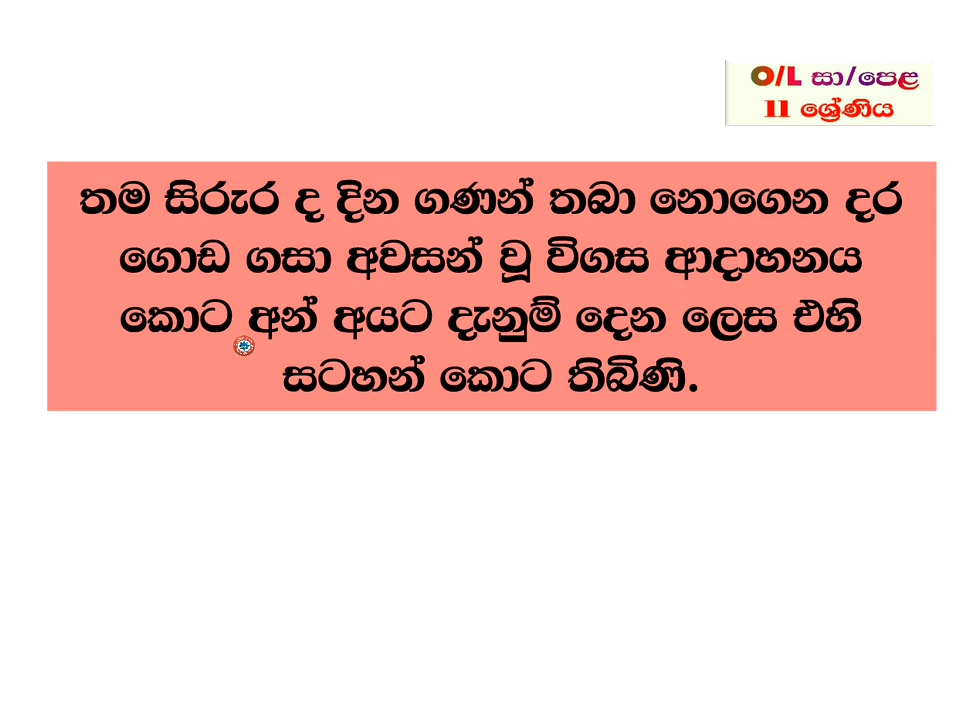 O/L සා/පෙළ
11 ශ්‍රේණිය
තම සිරුර ද දින ගණන් තබා නොගෙන දර
ගොඩ ගසා අවසන් වූ විගස ආදාහනය
කොට අන් අයට දැනුම් දෙන ලෙස එහි
සටහන් කොට තිබිණි.